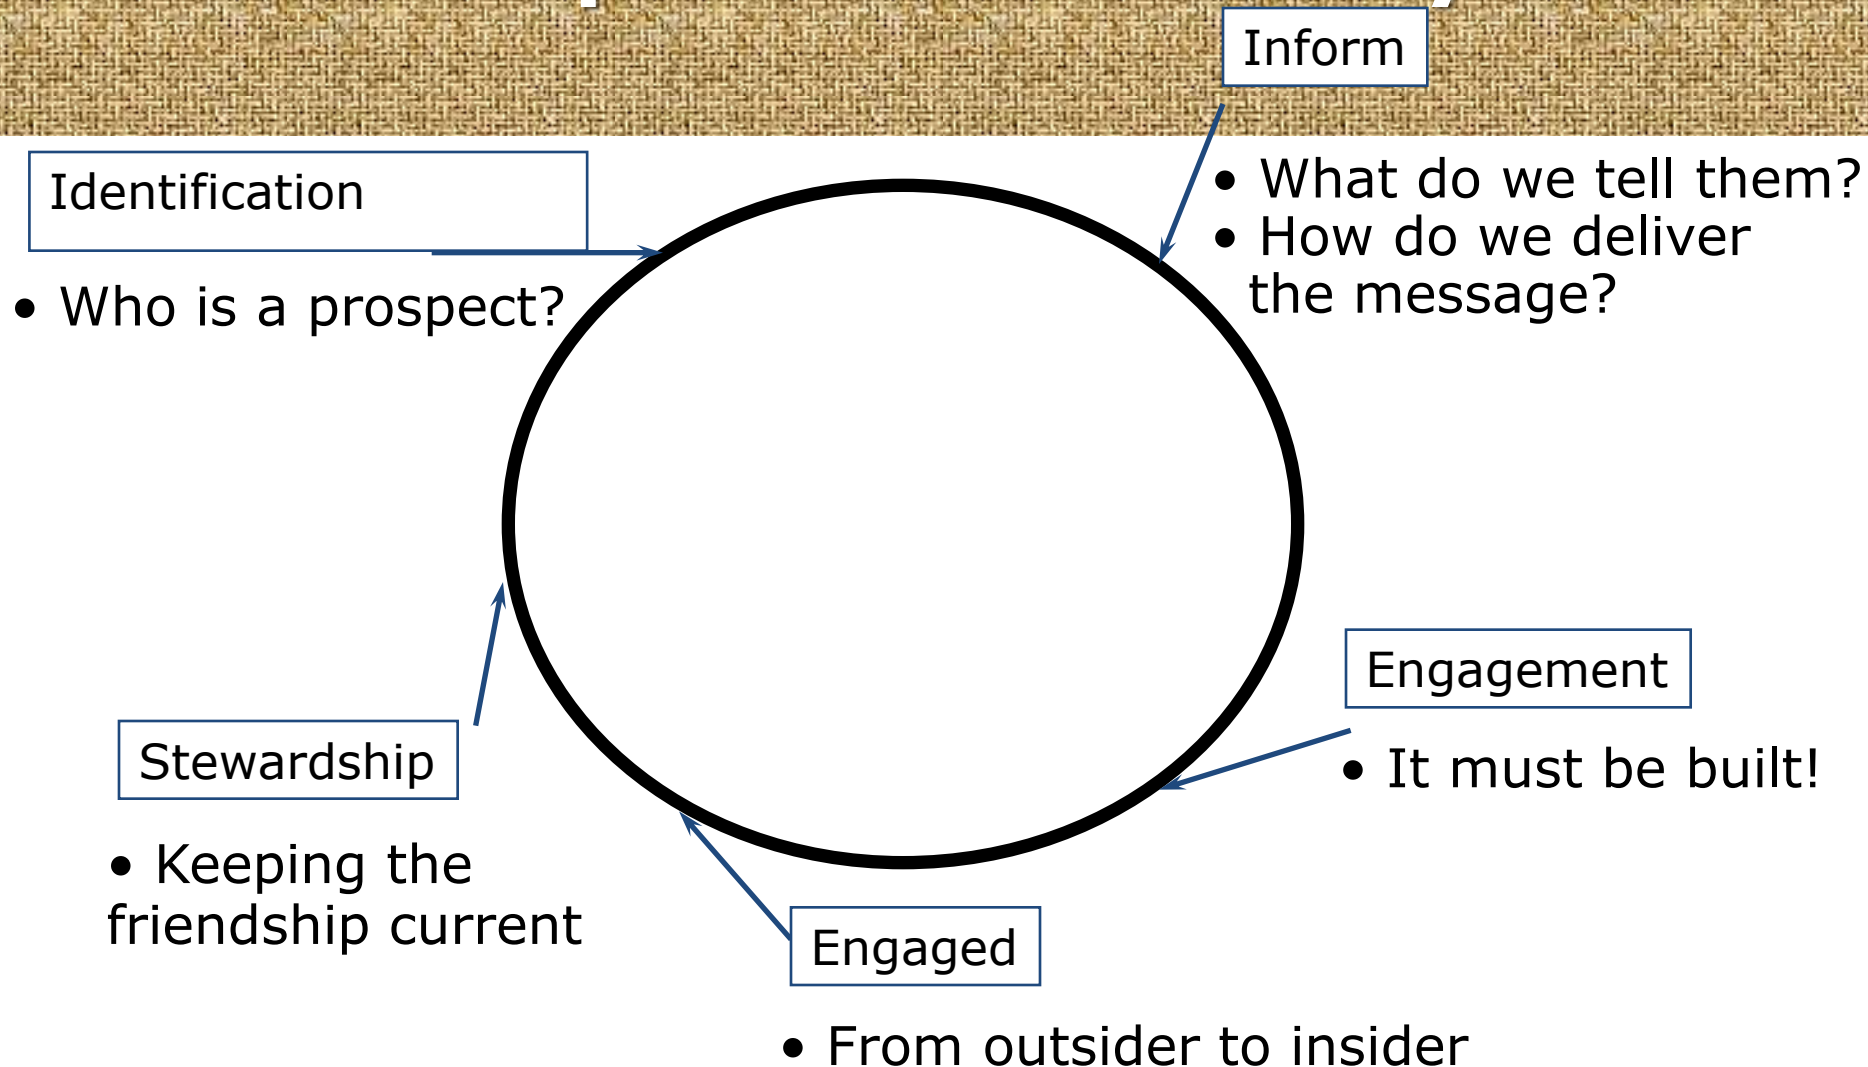 Inform
Identification
• What do we tell them?
• How do we deliver
the message?
• Who is a prospect?
Engagement
• It must be built!
Stewardship
• Keeping the
friendship current
Engaged
• From outsider to insider